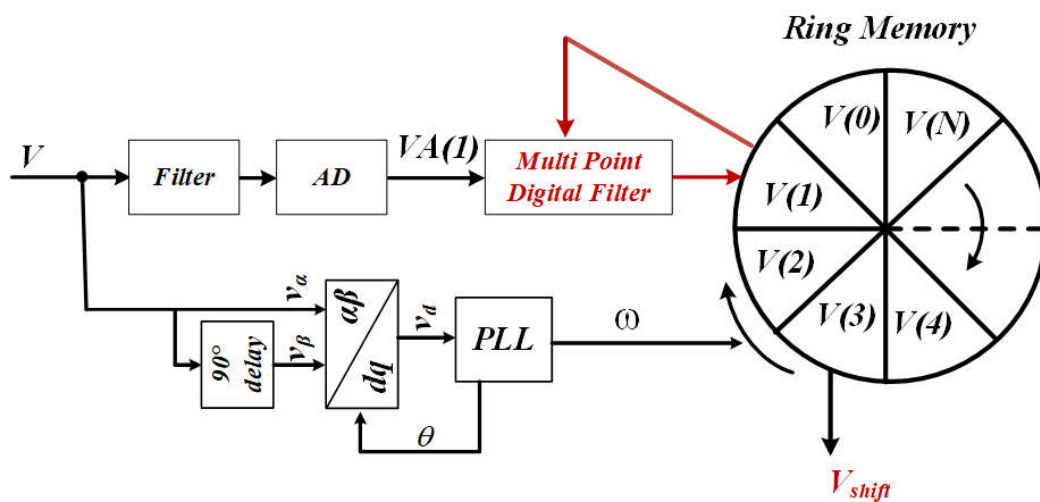 Ring Memory
V
Filter
AD
VA(1)
Multi Point
Digital Filter
V(0)
V(N)
V(1)
V(2)
V(3)
V(4)
90°
delay
vα
vβ
αβ
dq
vd
PLL
ω
θ
Vshift